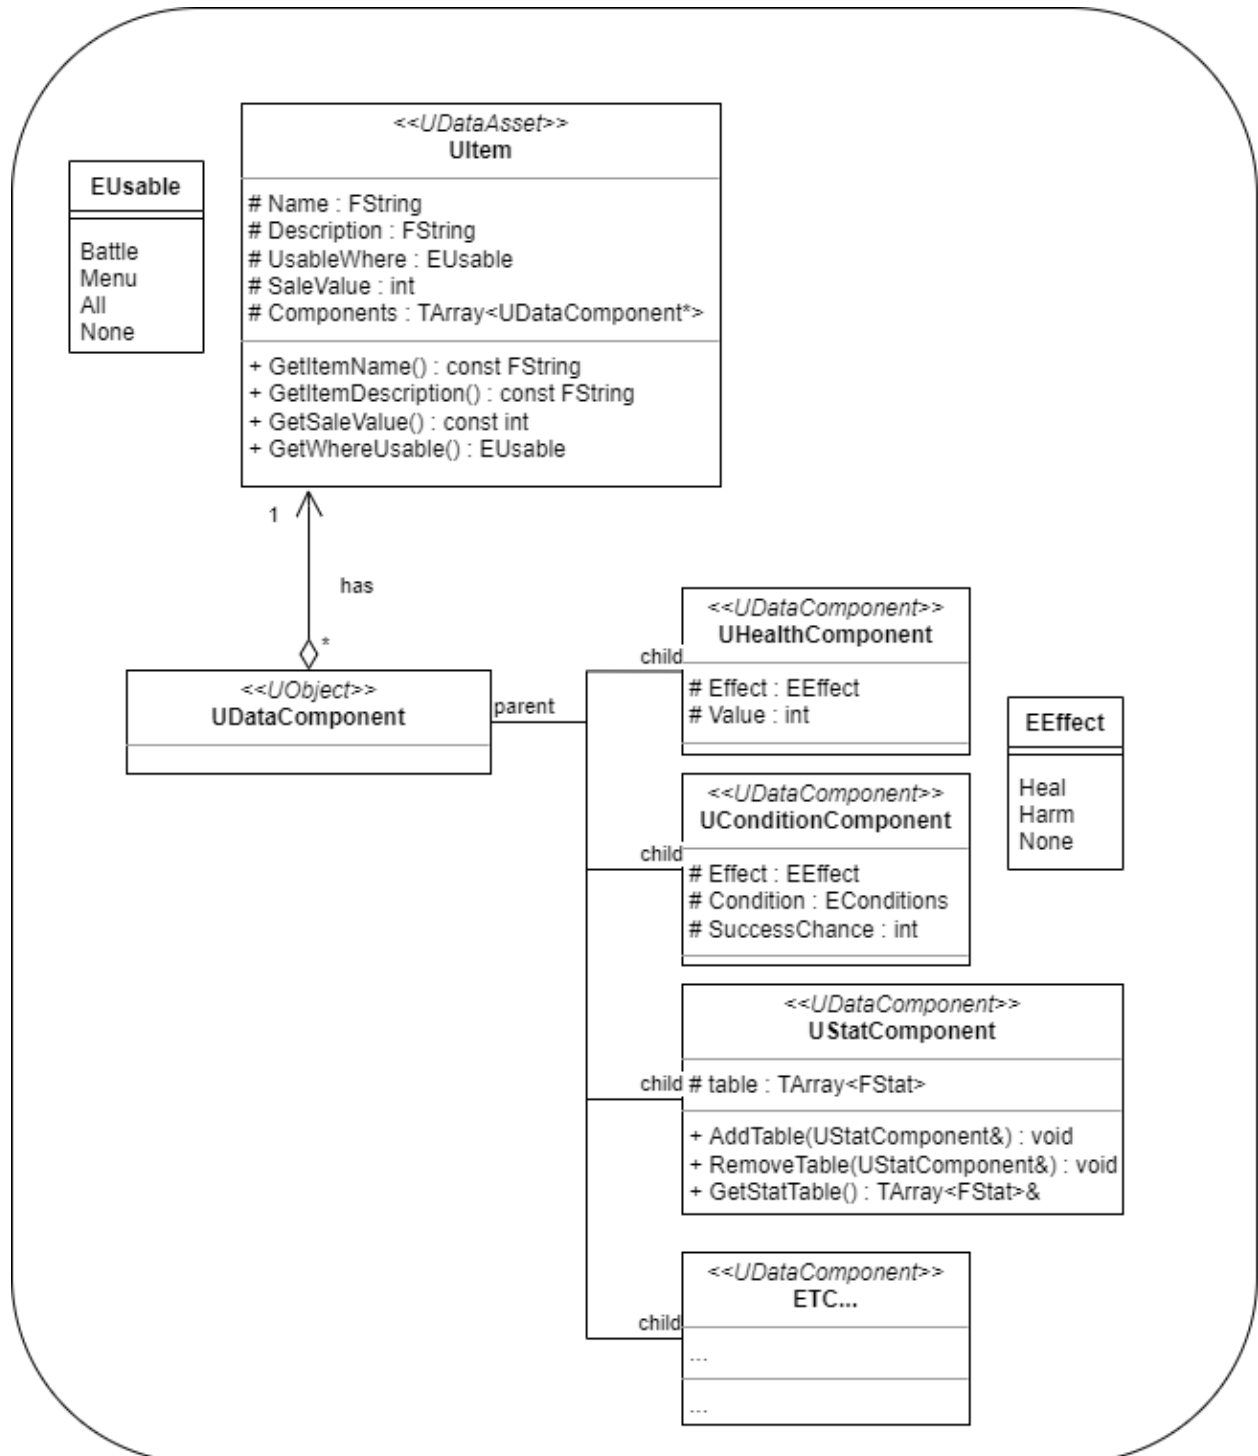 <<UDataAsset>>
UItem
# Name : FString
# Description : FString
# UsableWhere : EUsable
# SaleValue : int
# Components : TArray<UDataComponent*>
+ GetItemName() : const FString
+ GetItemDescription() : const FString
+ GetSaleValue() : const int
+ GetWhereUsable() : EUsable
EUsable
Battle
Menu
All
None
1
has
*
<<UObject>>
UDataComponent
parent
child
<<UDataComponent>>
UHealthComponent
# Effect : EEffect
# Value : int
EEffect
Heal
Harm
None
child
<<UDataComponent>>
UConditionComponent
# Effect : EEffect
# Condition : EConditions
# SuccessChance : int
child
<<UDataComponent>>
UStatComponent
# table : TArray<FStat>
+ AddTable(UStatComponent&) : void
+ RemoveTable(UStatComponent&) : void
+ GetStatTable() : TArray<FStat>&
child
<<UDataComponent>>
ETC...
...
...